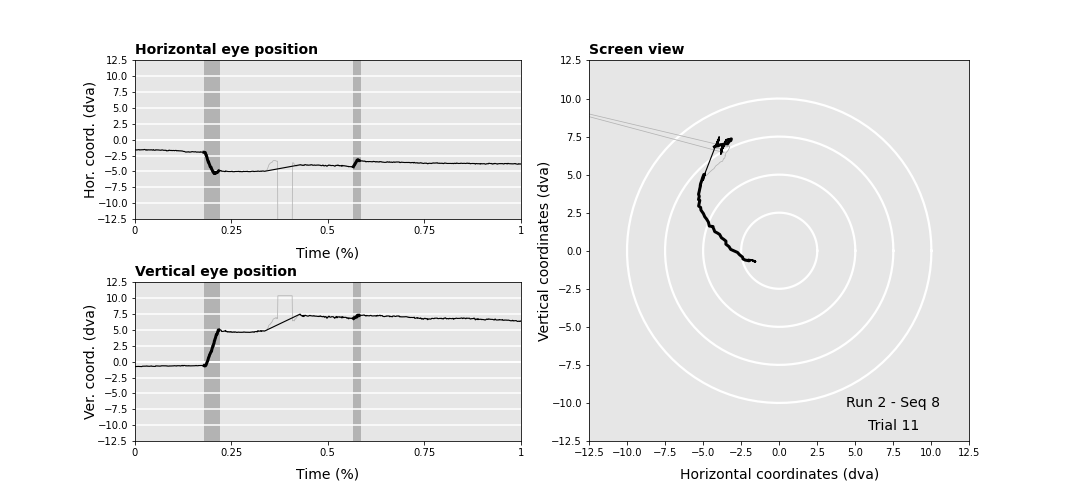 Horizontal eye position
12.5
10.0
7.5
5.0
2.5
0.0
−2.5
−5.0
−7.5
−10.0
−12.5
Hor. coord. (dva)
0 0.25 0.5 0.75 1
Time (%)
Vertical eye position
12.5
10.0
7.5
5.0
2.5
0.0
−2.5
−5.0
−7.5
−10.0
−12.5
Ver. coord. (dva)
0 0.25 0.5 0.75 1
Time (%)
Screen view
12.5
10.0
7.5
5.0
2.5
0.0
−2.5
−5.0
−7.5
−10.0
−12.5
Vertical coordinates (dva)
Run 2 - Seq 8
Trial 11
−12.5 −10.0 −7.5 −5.0 −2.5 0.0 2.5 5.0 7.5 10.0 12.5
Horizontal coordinates (dva)